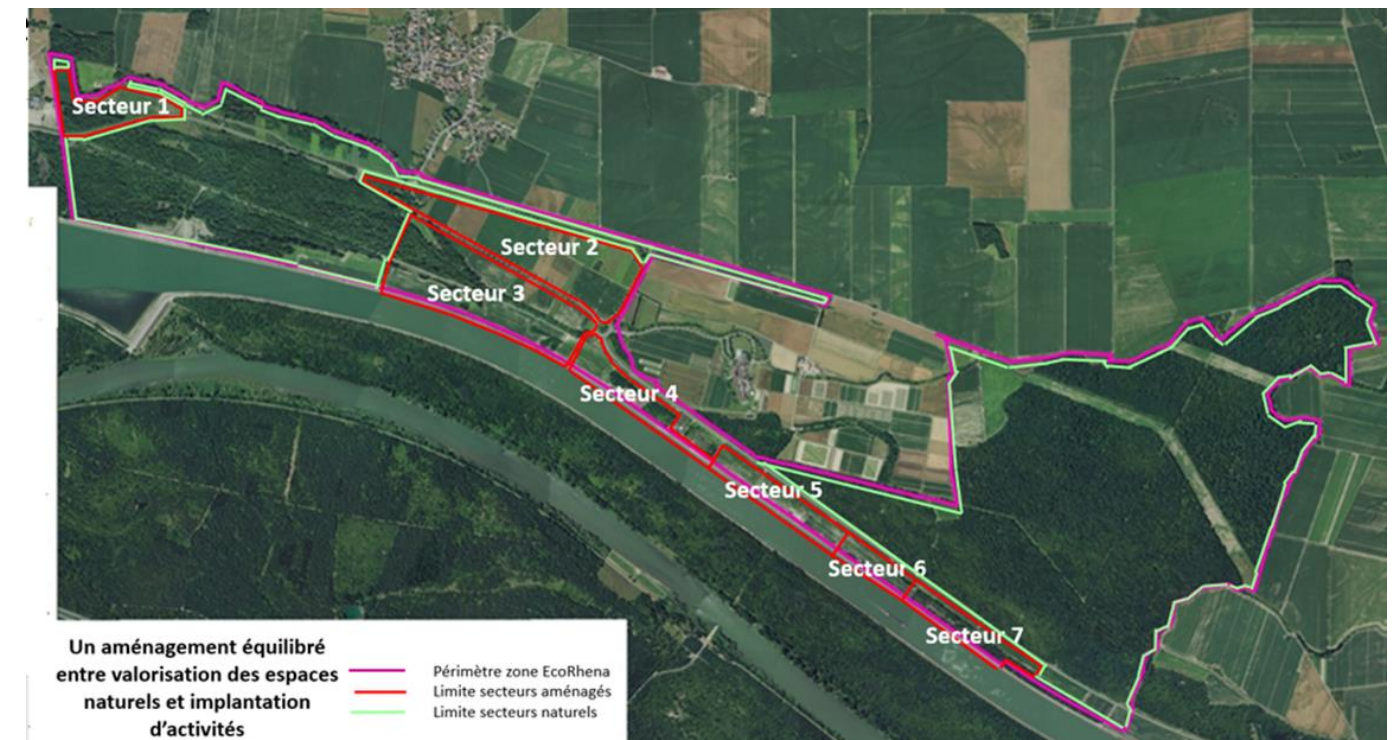 Secteur 1
Secteur 2
Secteur 3
Secteur 4
Secteur 5
Secteur 6
Secteur 7
Un aménagement équilibré
entre valorisation des espaces
naturels et implantation
d’activités
Périmètre zone EcoRhena
Limite secteurs aménagés
Limite secteurs naturels